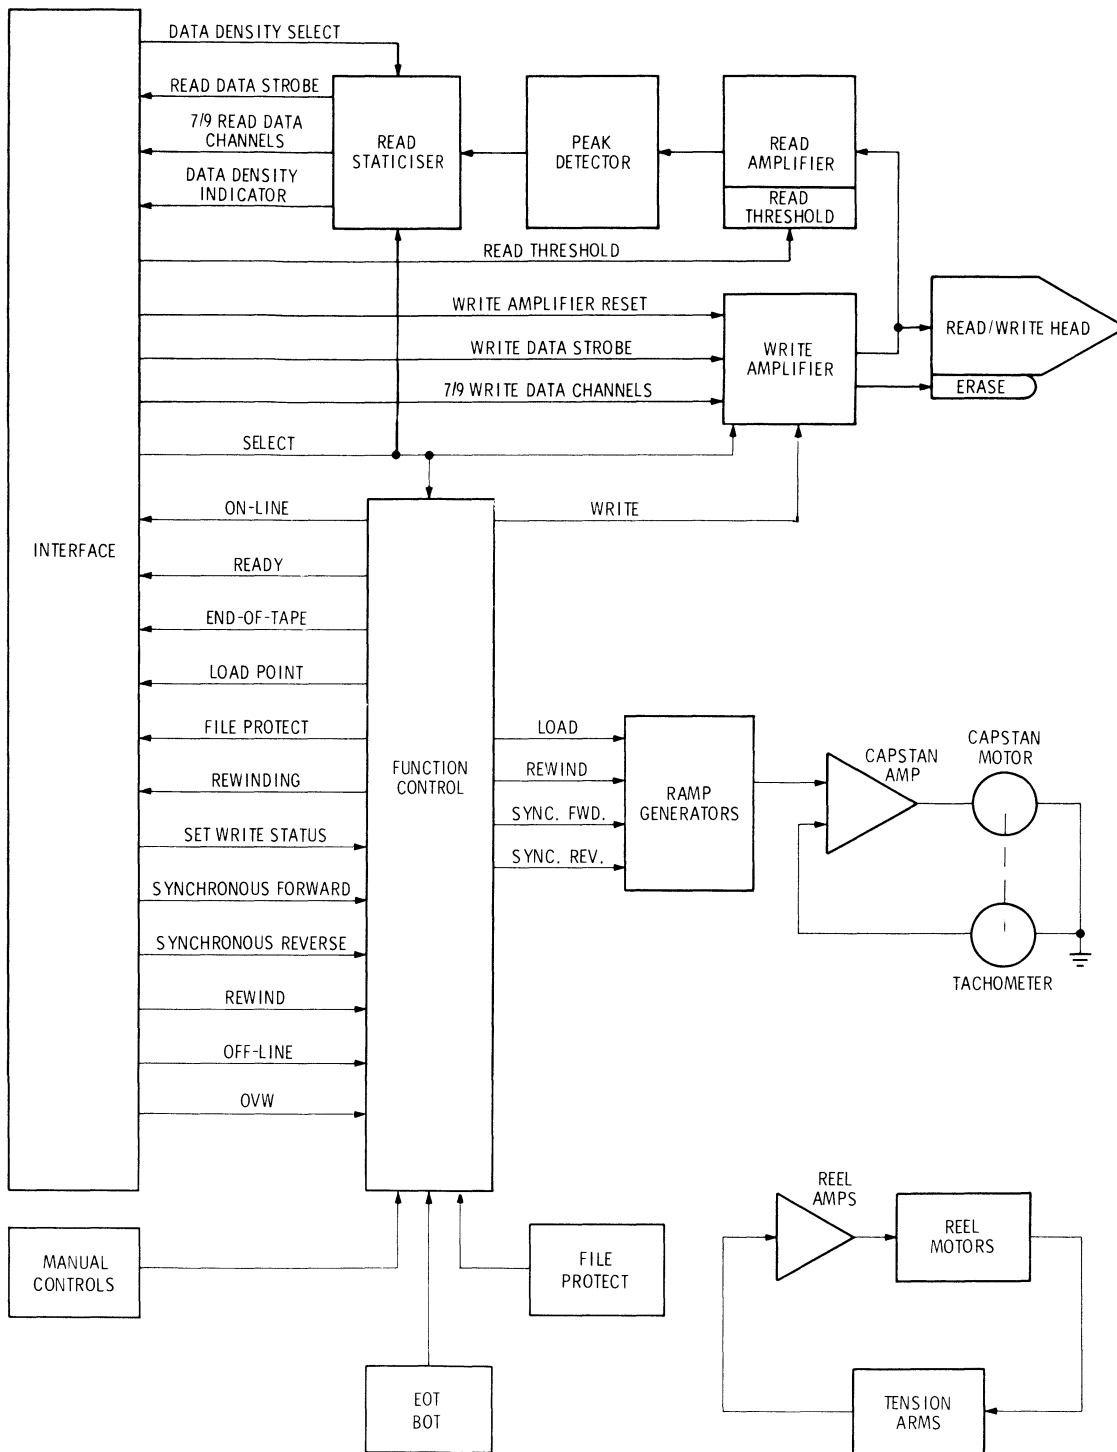 DATA DENSITY SELECT
READ DATA STROBE
7/9 READ DATA
CHANNELS
DATA DENSITY
INDICATOR
READ
STATICISER
PEAK
DETECTOR
READ
AMPLIFIER
READ
THRESHOLD
READ THRESHOLD
WRITE AMPLIFIER RESET
WRITE DATA STROBE
7/9 WRITE DATA CHANNELS
WRITE
AMPLIFIER
READ/WRITE HEAD
ERASE
SELECT
INTERFACE
ON-LINE
WRITE
READY
END-OF-TAPE
LOAD POINT
FILE PROTECT
REWINDING
SET WRITE STATUS
SYNCHRONOUS FORWARD
SYNCHRONOUS REVERSE
REWIND
OFF-LINE
OVW
FUNCTION
CONTROL
LOAD
REWIND
SYNC. FWD.
SYNC. REV.
RAMP
GENERATORS
CAPSTAN
AMP
CAPSTAN
MOTOR
TACHOMETER
MANUAL
CONTROLS
FILE
PROTECT
EOT
BOT
REEL
AMPS
REEL
MOTORS
TENSION
ARMS